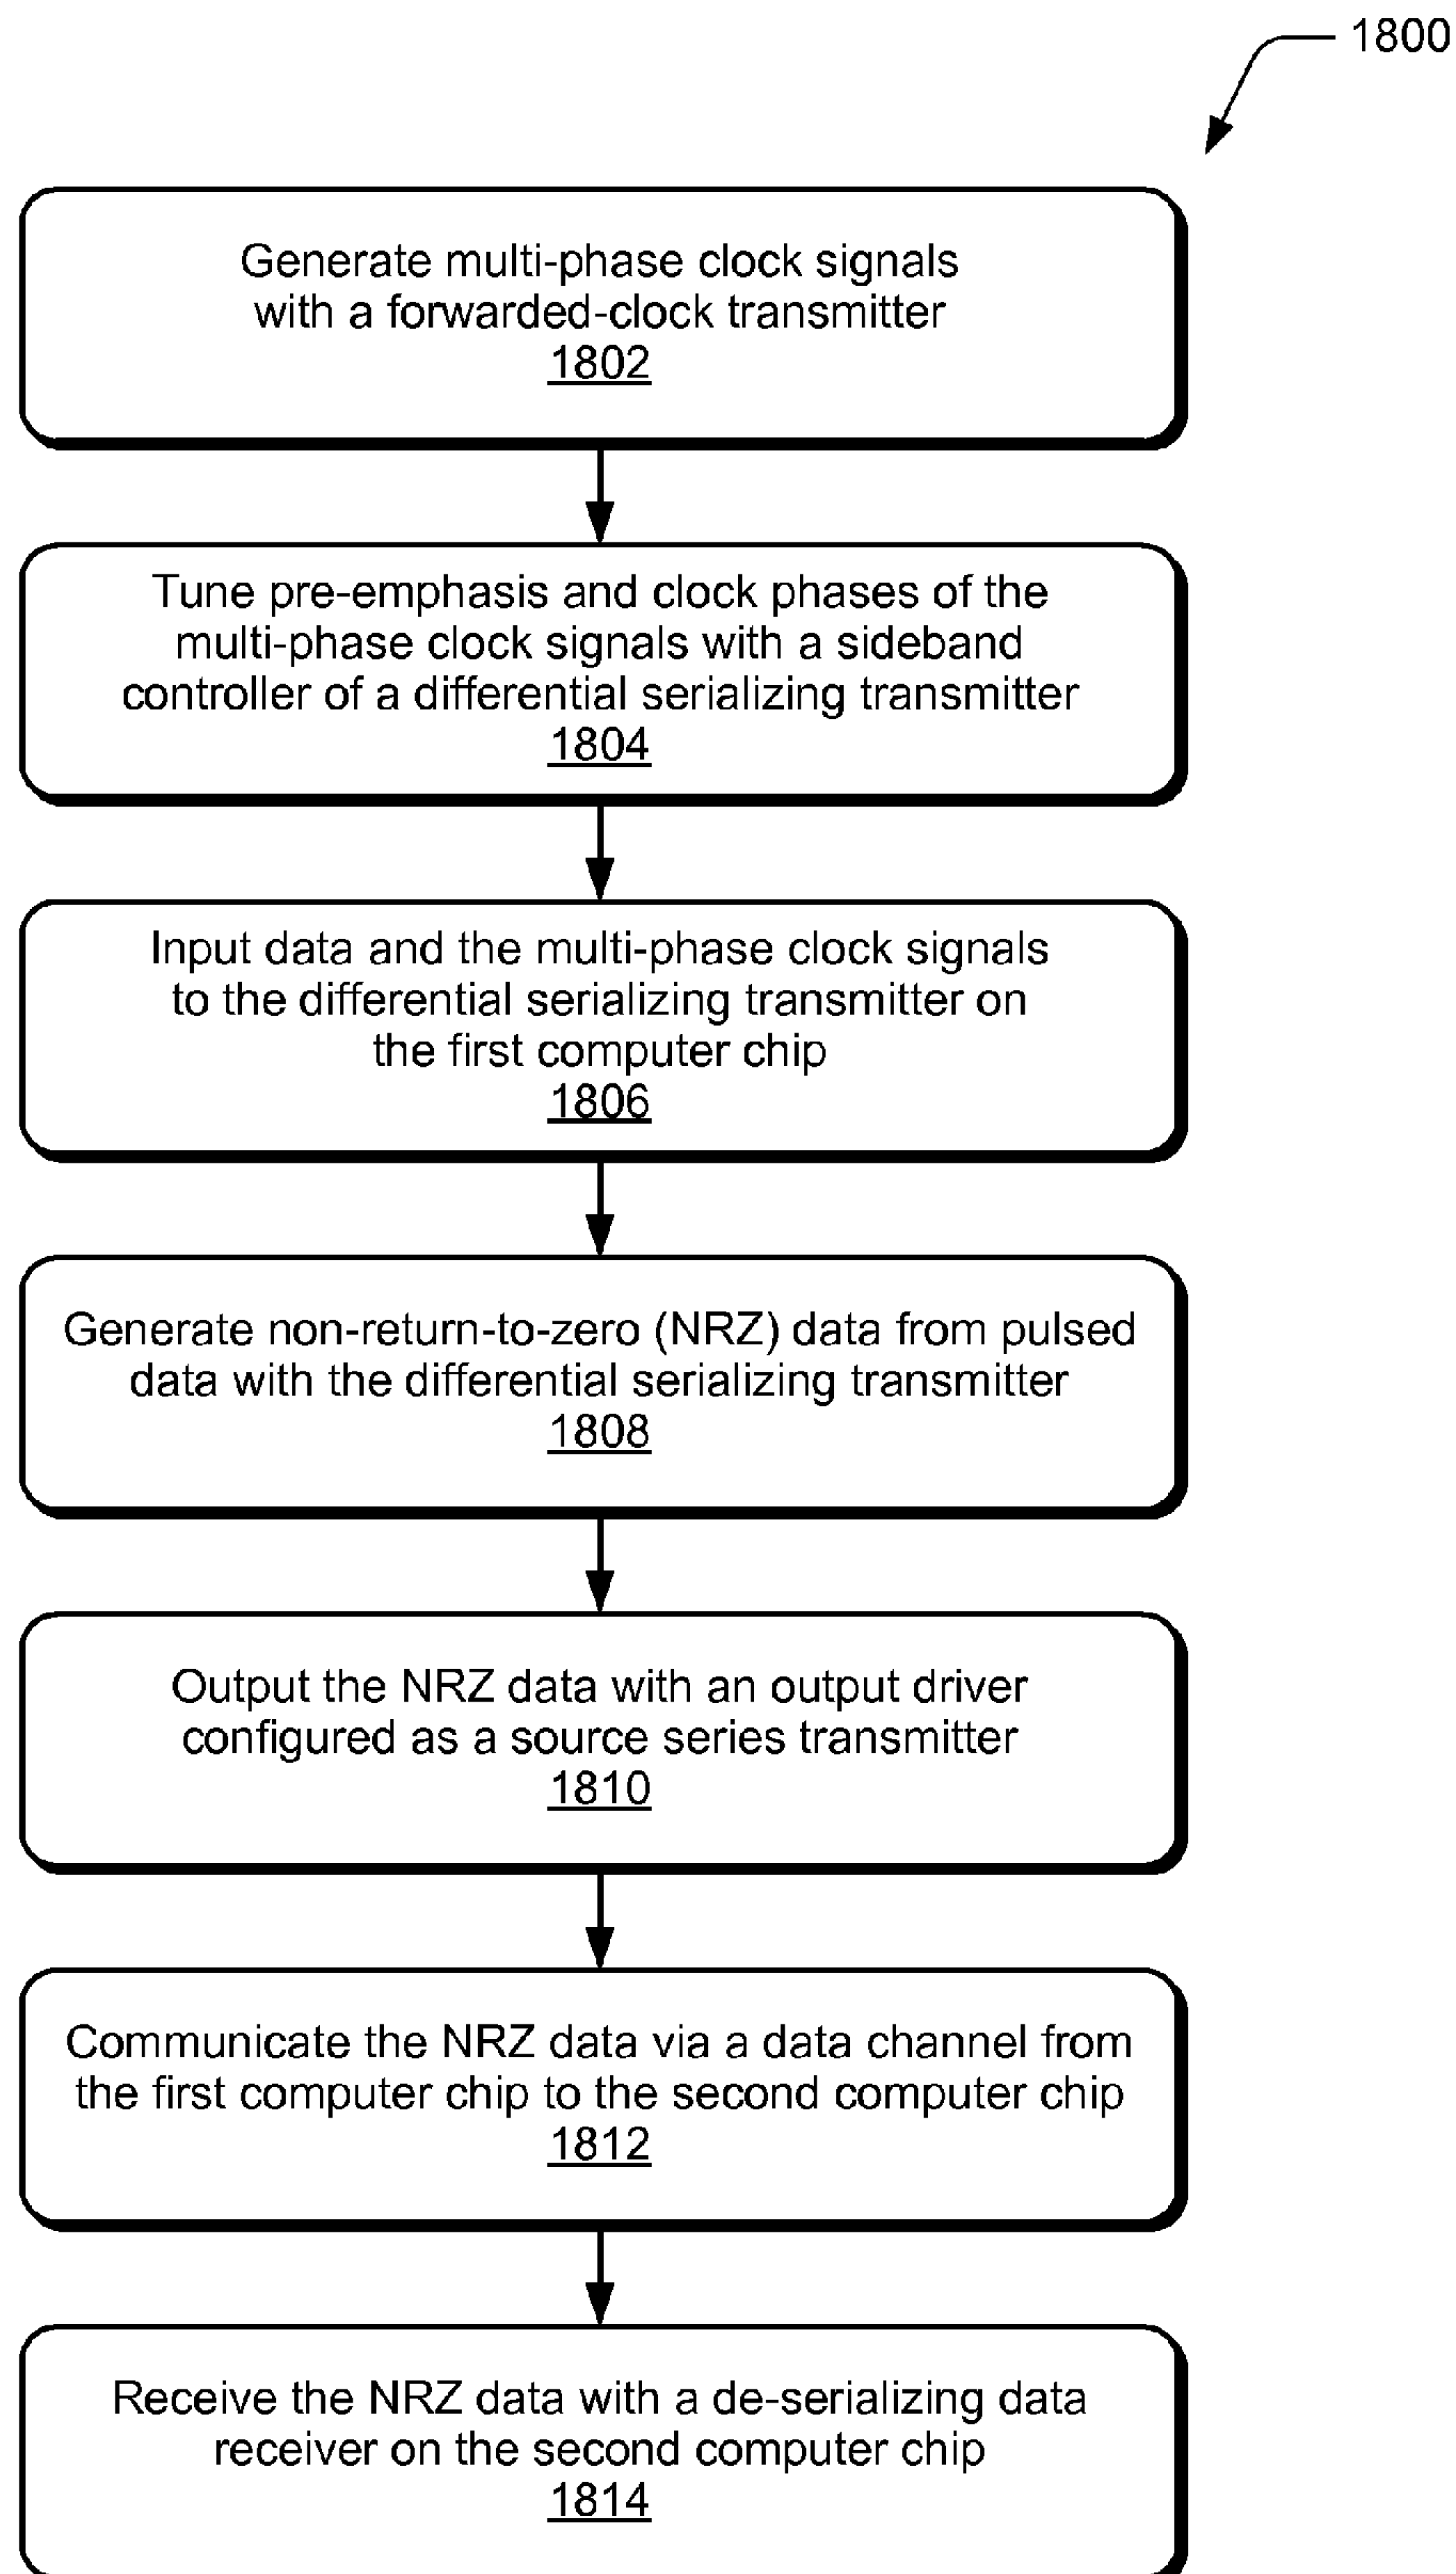 1800
Generate multi-phase clock signals
with a forwarded-clock transmitter
1802
Tune pre-emphasis and clock phases of the
multi-phase clock signals with a sideband
controller of a differential serializing transmitter
1804
Input data and the multi-phase clock signals
to the differential serializing transmitter on
the first computer chip
1806
Generate non-return-to-zero (NRZ) data from pulsed
data with the differential serializing transmitter
1808
Output the NRZ data with an output driver
configured as a source series transmitter
1810
Communicate the NRZ data via a data channel from
the first computer chip to the second computer chip
1812
Receive the NRZ data with a de-serializing data
receiver on the second computer chip
1814